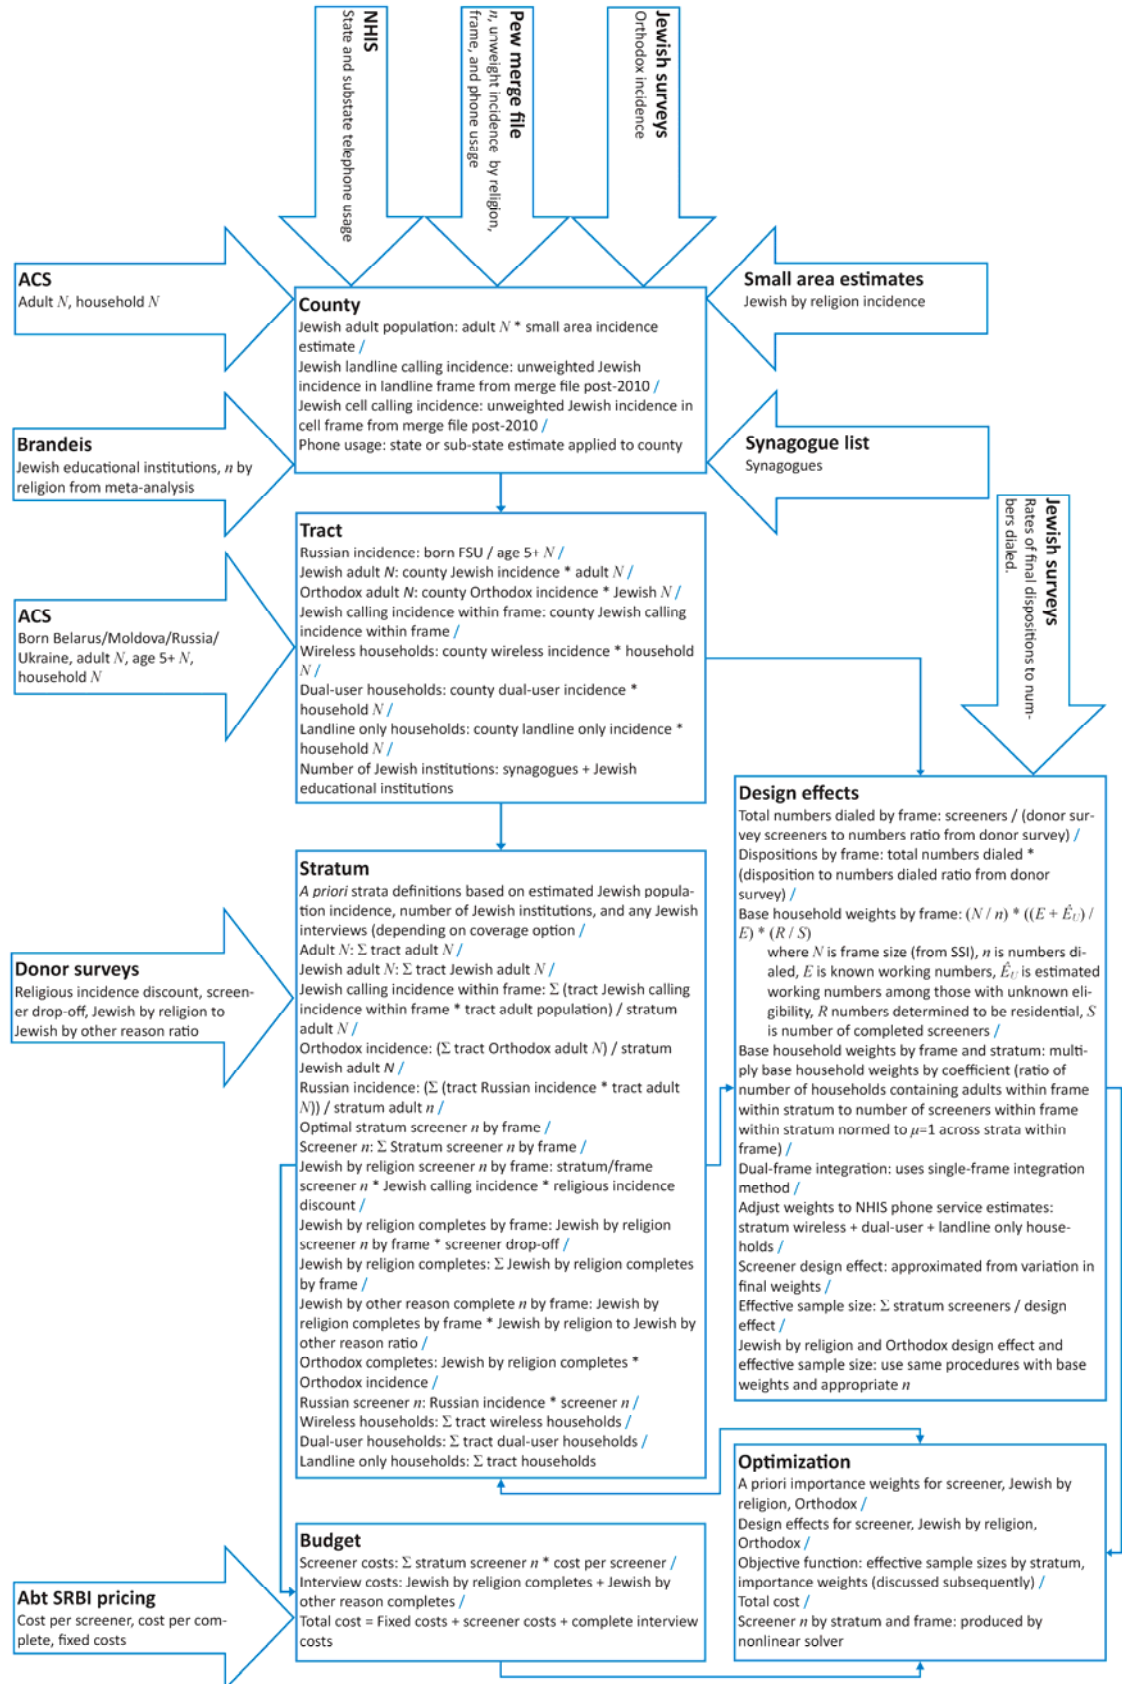 NHIS
State and substate telephone usage
Pew merge file
n, unweight incidence by religion,
frame, and phone usage
Jewish surveys
Orthodox incidence
ACS
Adult N, household N
Small area estimates
Jewish by religion incidence
County
Jewish adult population: adult N * small area incidence
estimate /
Jewish landline calling incidence: unweighted Jewish
incidence in landline frame from merge file post-2010 /
Jewish cell calling incidence: unweighted Jewish incidence in
cell frame from merge file post-2010 /
Phone usage: state or sub-state estimate applied to county
Brandeis
Jewish educational institutions, n by
religion from meta-analysis
Synagogue list
Synagogues
Jewish surveys
Rates of final dispositions to num-
bers dialed.
Tract
Russian incidence: born FSU / age 5+ N /
Jewish adult N: county Jewish incidence * adult N /
Orthodox adult N: county Orthodox incidence * Jewish N /
Jewish calling incidence within frame: county Jewish calling
incidence within frame /
Wireless households: county wireless incidence * household
N /
Dual-user households: county dual-user incidence *
household N /
Landline only households: county landline only incidence *
household N /
Number of Jewish institutions: synagogues + Jewish
educational institutions
ACS
Born Belarus/Moldova/Russia/
Ukraine, adult N, age 5+ N,
household N
Design effects
Total numbers dialed by frame: screeners / (donor sur-
vey screeners to numbers ratio from donor survey) /
Dispositions by frame: total numbers dialed *
(disposition to numbers dialed ratio from donor
survey) /
Base household weights by frame: (N / n) * ((E + Ê_U) /
E) * (R / S)
where N is frame size (from SSI), n is numbers di-
aled, E is known working numbers, Ê_U is estimated
working numbers among those with unknown eli-
gibility, R numbers determined to be residential, S
is number of completed screeners /
Base household weights by frame and stratum: multi-
ply base household weights by coefficient (ratio of
number of households containing adults within frame
within stratum to number of screeners within frame
within stratum normed to μ=1 across strata within
frame) /
Dual-frame integration: uses single-frame integration
method /
Adjust weights to NHIS phone service estimates:
stratum wireless + dual-user + landline only house-
holds /
Screener design effect: approximated from variation in
final weights /
Effective sample size: Σ stratum screeners / design
effect /
Jewish by religion and Orthodox design effect and
effective sample size: use same procedures with base
weights and appropriate n
Stratum
A priori strata definitions based on estimated Jewish popula-
tion incidence, number of Jewish institutions, and any Jewish
interviews (depending on coverage option /
Adult N: Σ tract adult N /
Jewish adult N: Σ tract Jewish adult N /
Jewish calling incidence within frame: Σ (tract Jewish calling
incidence within frame * tract adult population) / stratum
adult N /
Orthodox incidence: (Σ tract Orthodox adult N) / stratum
Jewish adult N /
Russian incidence: (Σ (tract Russian incidence * tract adult
N)) / stratum adult n /
Optimal stratum screener n by frame /
Screener n: Σ Stratum screener n by frame /
Jewish by religion screener n by frame: stratum/frame
screener n * Jewish calling incidence * religious incidence
discount /
Jewish by religion completes by frame: Jewish by religion
screener n by frame * screener drop-off /
Jewish by religion completes: Σ Jewish by religion completes
by frame /
Jewish by other reason complete n by frame: Jewish by
religion completes by frame * Jewish by religion to Jewish by
other reason ratio /
Orthodox completes: Jewish by religion completes *
Orthodox incidence /
Russian screener n: Russian incidence * screener n /
Wireless households: Σ tract wireless households /
Dual-user households: Σ tract dual-user households /
Landline only households: Σ tract households
Donor surveys
Religious incidence discount, screen-
er drop-off, Jewish by religion to
Jewish by other reason ratio
Optimization
A priori importance weights for screener, Jewish by
religion, Orthodox /
Design effects for screener, Jewish by religion,
Orthodox /
Objective function: effective sample sizes by stratum,
importance weights (discussed subsequently) /
Total cost /
Screener n by stratum and frame: produced by
nonlinear solver
Budget
Screener costs: Σ stratum screener n * cost per screener /
Interview costs: Jewish by religion completes + Jewish by
other reason completes /
Total cost = Fixed costs + screener costs + complete interview
costs
Abt SRBI pricing
Cost per screener, cost per com-
plete, fixed costs